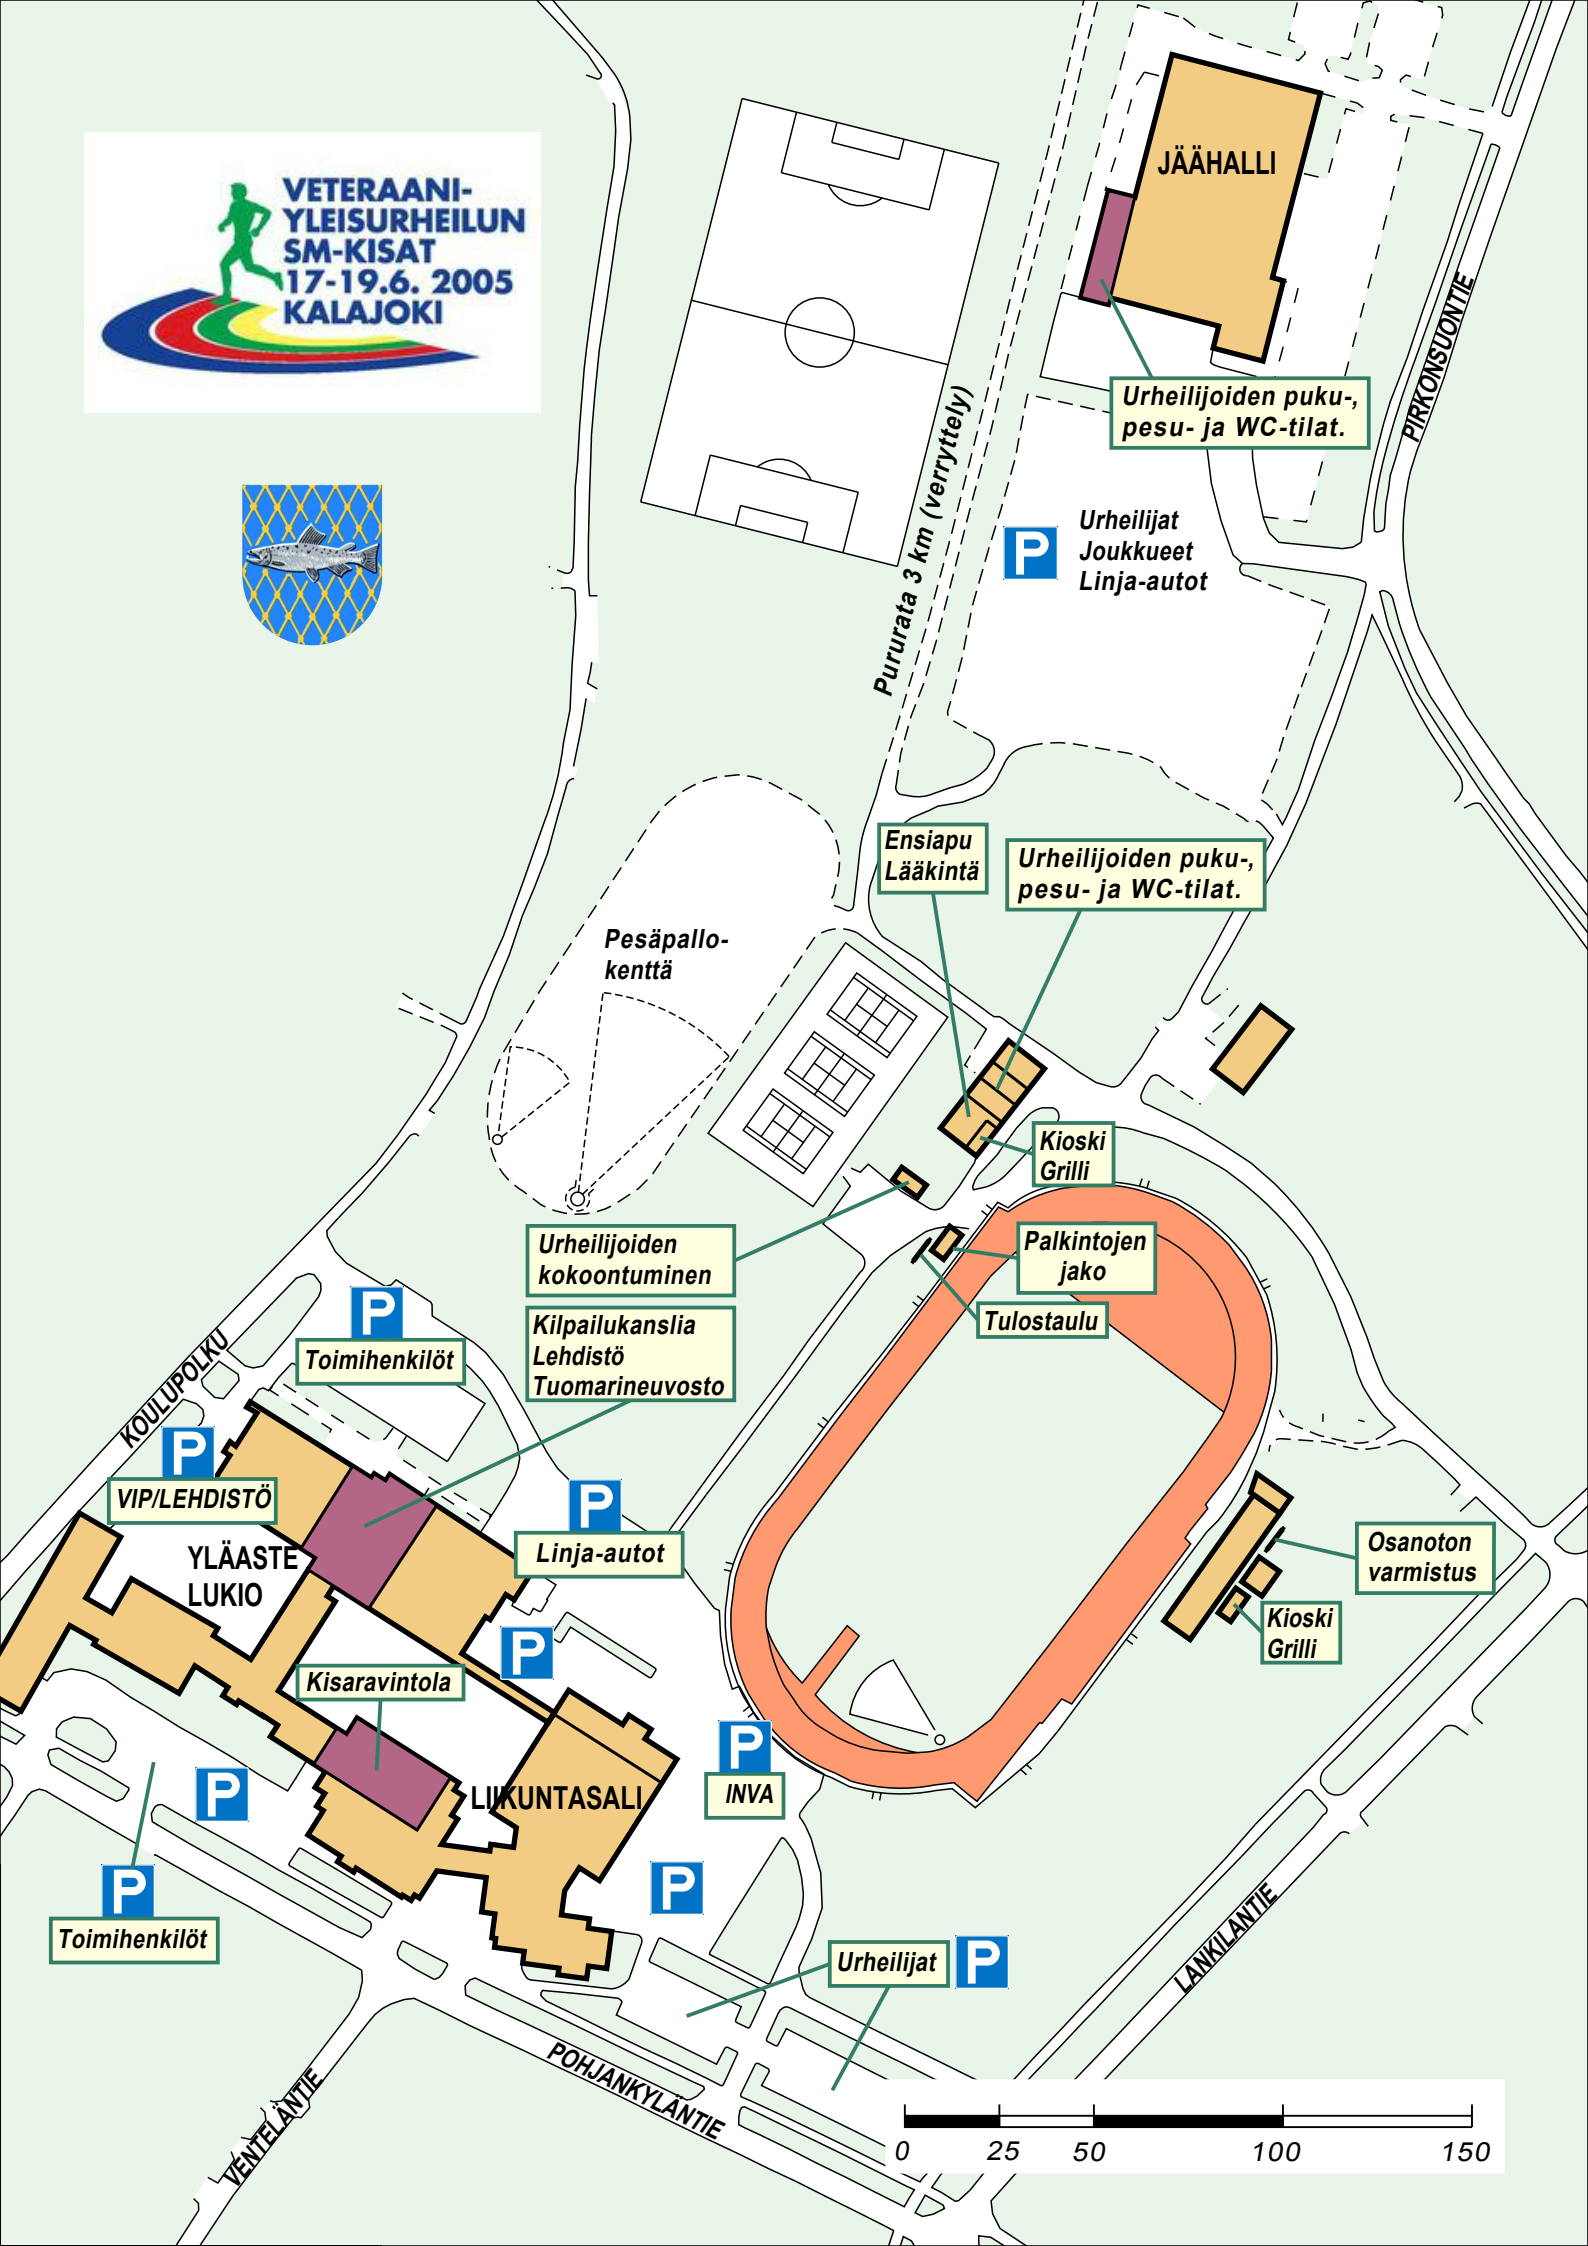 VETERAANI-
YLEISURHEILUN
SM-KISAT
17-19.6. 2005
KALAJOKI
JÄÄHALLI
PIRKONSUONTIE
Urheilijoiden puku-,
pesu- ja WC-tilat.
Pururata 3 km (verryttely)
P
Urheilijat
Joukkueet
Linja-autot
Ensiapu
Lääkintä
Urheilijoiden puku-,
pesu- ja WC-tilat.
Pesäpallo-
kenttä
Kioski
Grilli
Urheilijoiden
kokoontuminen
Palkintojen
jako
Tulostaulu
Kilpailukanslia
Lehdistö
Tuomarineuvosto
P
Toimihenkilöt
KOULUPOLKU
P
VIP/LEHDISTÖ
P
Linja-autot
YLÄASTE
LUKIO
Osanoton
varmistus
Kioski
Grilli
P
Kisaravintola
P
INVA
LIIKUNTASALI
P
P
P
Toimihenkilöt
Urheilijat
P
LANKILANTIE
POHJANKYLÄNTIE
VENTELÄNTIE
0 25 50 100 150